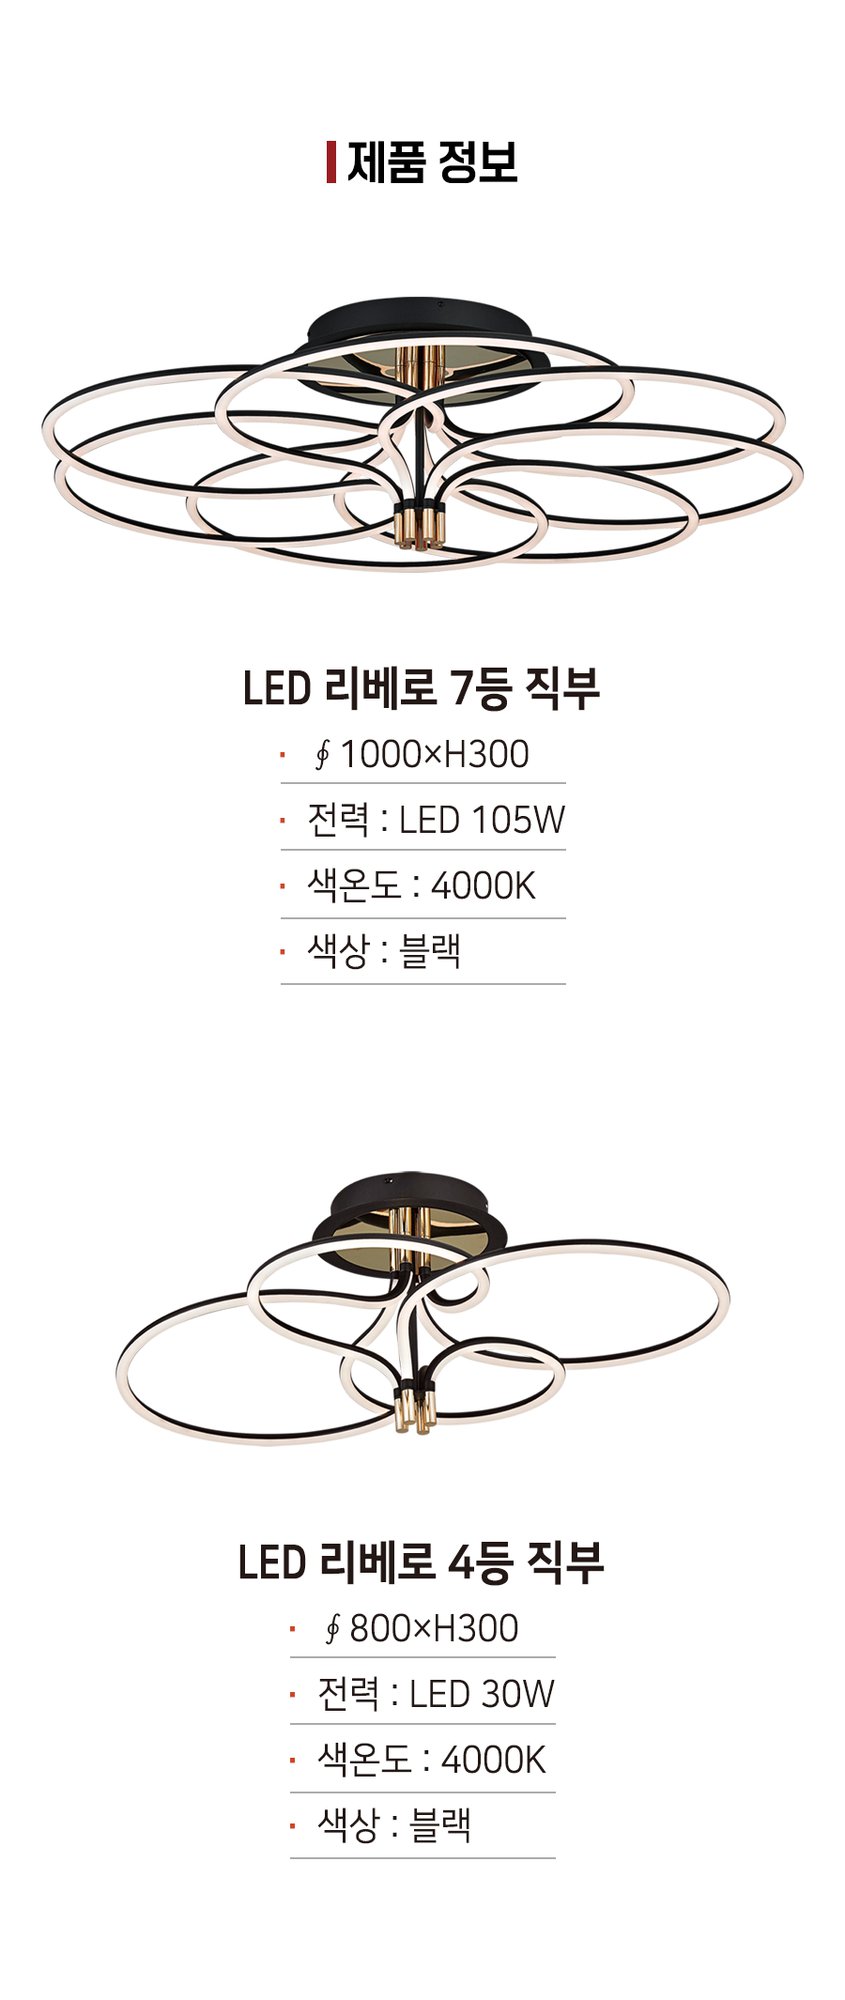 제품 정보
LED 리베로 7등 직부
· ∮ 1000×H300
· 전력 : LED 105W
· 색온도 : 4000K
· 색상 : 블랙
LED 리베로 4등 직부
· ∮ 800×H300
· 전력 : LED 30W
· 색온도 : 4000K
· 색상 : 블랙